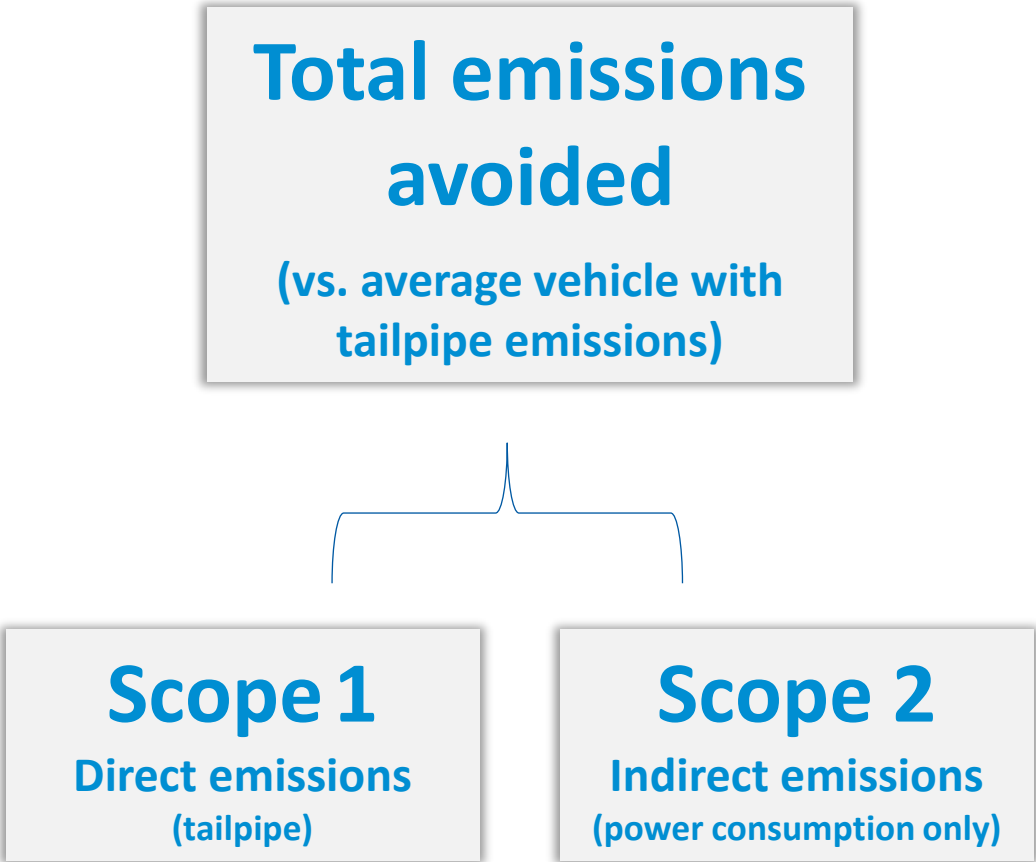 Total emissions
avoided
(vs. average vehicle with
tailpipe emissions)
Scope 1
Direct emissions
(tailpipe)
Scope 2
Indirect emissions
(power consumption only)